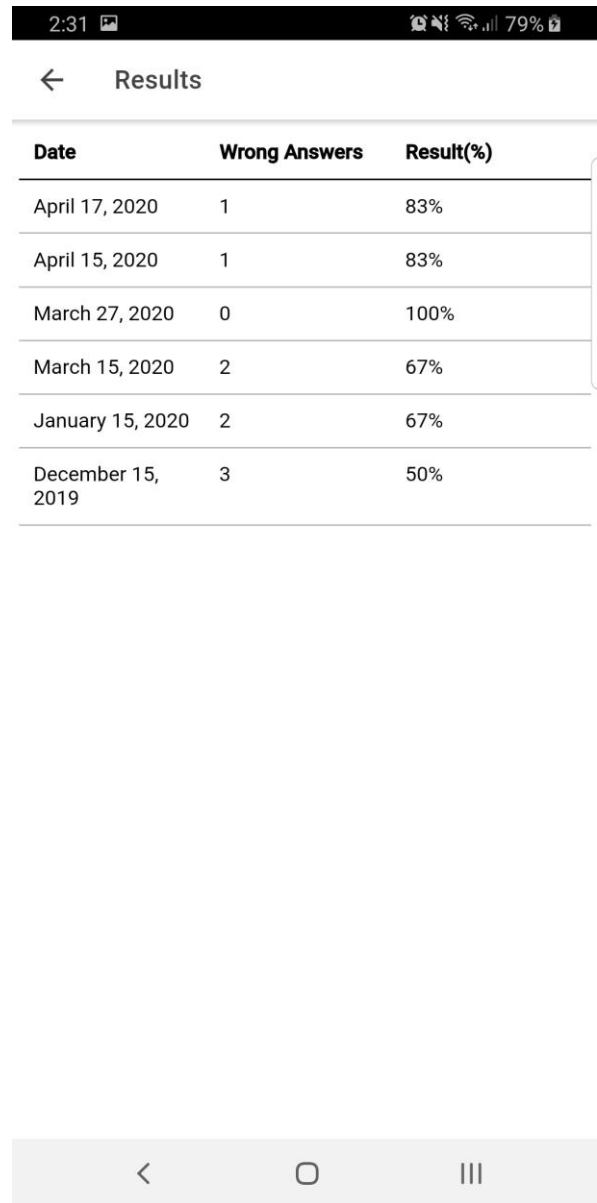 2:31 79%
Results
Date Wrong Answers Result(%)
April 17, 2020 1 83%
April 15, 2020 1 83%
March 27, 2020 0 100%
March 15, 2020 2 67%
January 15, 2020 2 67%
December 15, 3 50%
2019